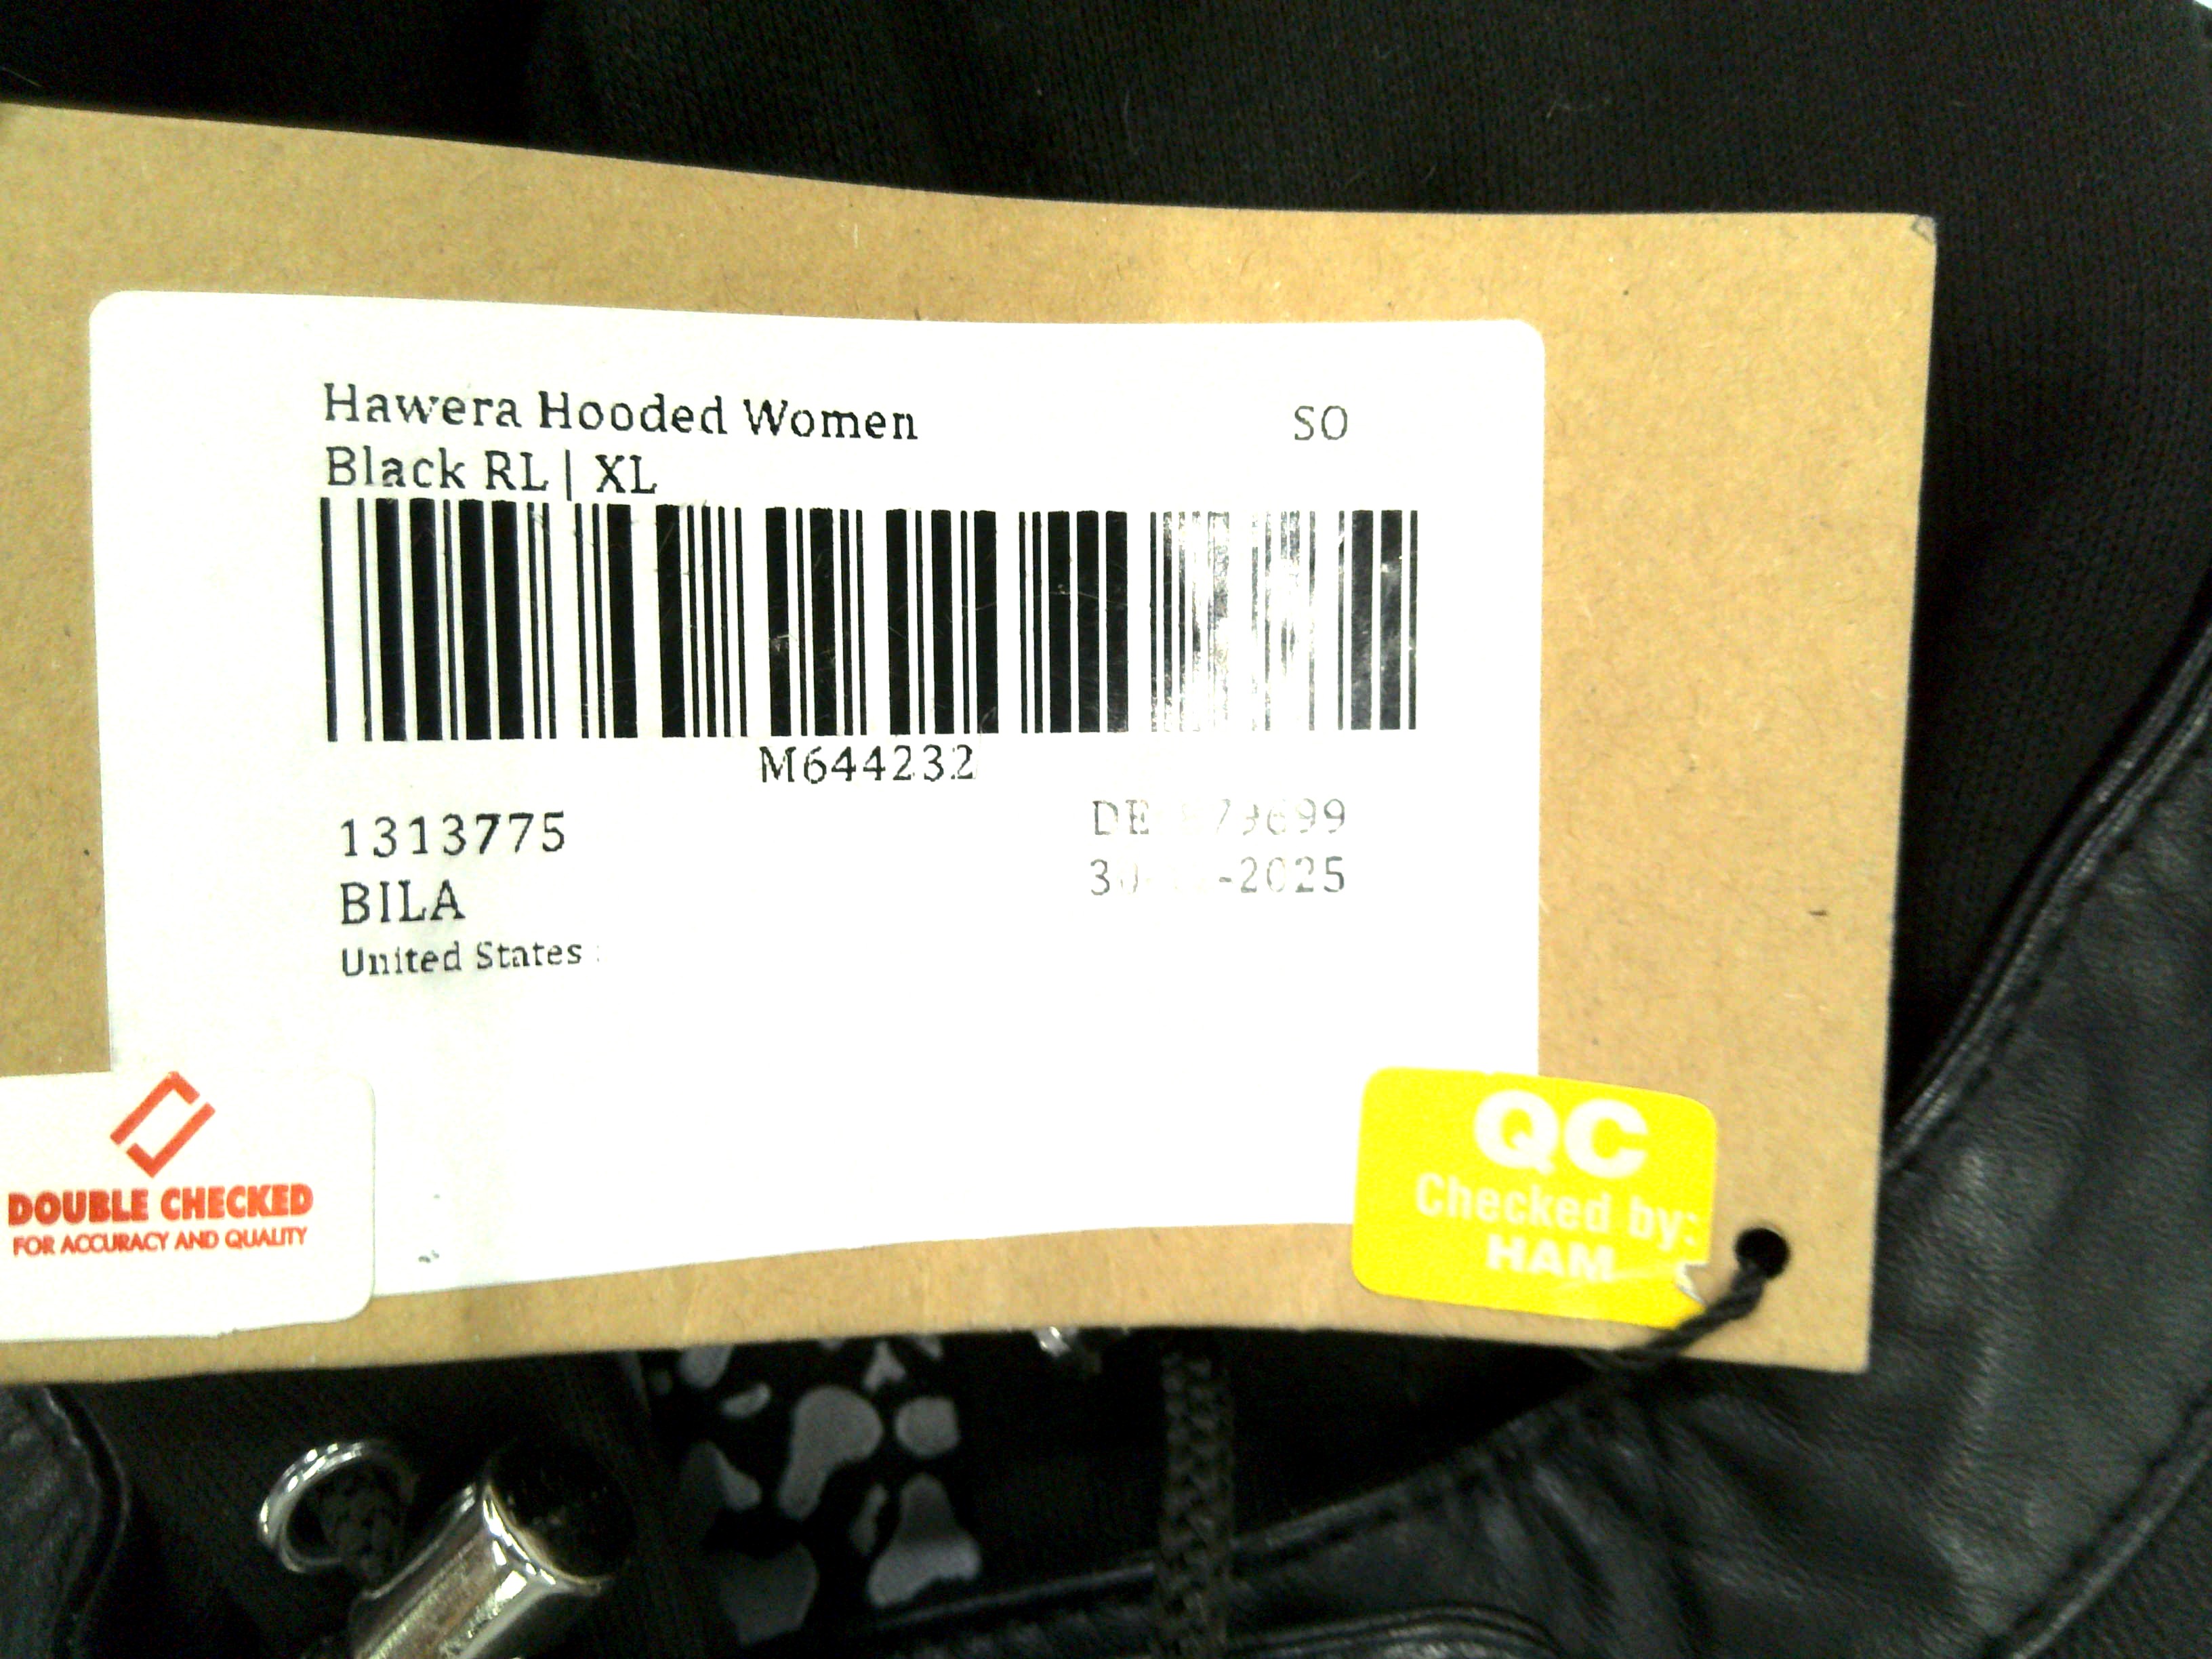 Hawera Hooded Women
SO
Black RL | XL
M644232
1313775
BILA
-2025
United States
DOUBLE CHECKED
FOR ACCURACY AND QUALITY
QC
Checked by:
HAM